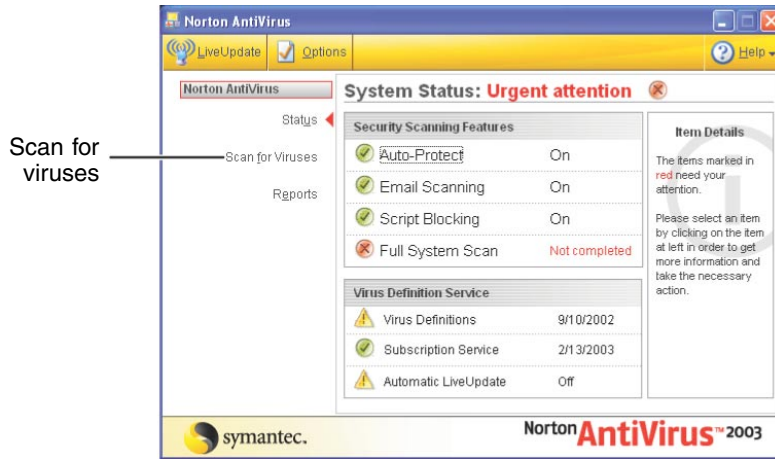 Norton AntiVirus
LiveUpdate Options Help
Norton AntiVirus
Status
Scan for Viruses
Reports
Scan for
viruses
System Status: Urgent attention
Security Scanning Features
Auto-Protect On
Email Scanning On
Script Blocking On
Full System Scan Not completed
Virus Definition Service
Virus Definitions 9/10/2002
Subscription Service 2/13/2003
Automatic LiveUpdate Off
Item Details
The items marked in
red need your
attention.
Please select an item
by clicking on the item
at left in order to get
more information and
take the necessary
action.
symantec.
Norton AntiVirus™ 2003